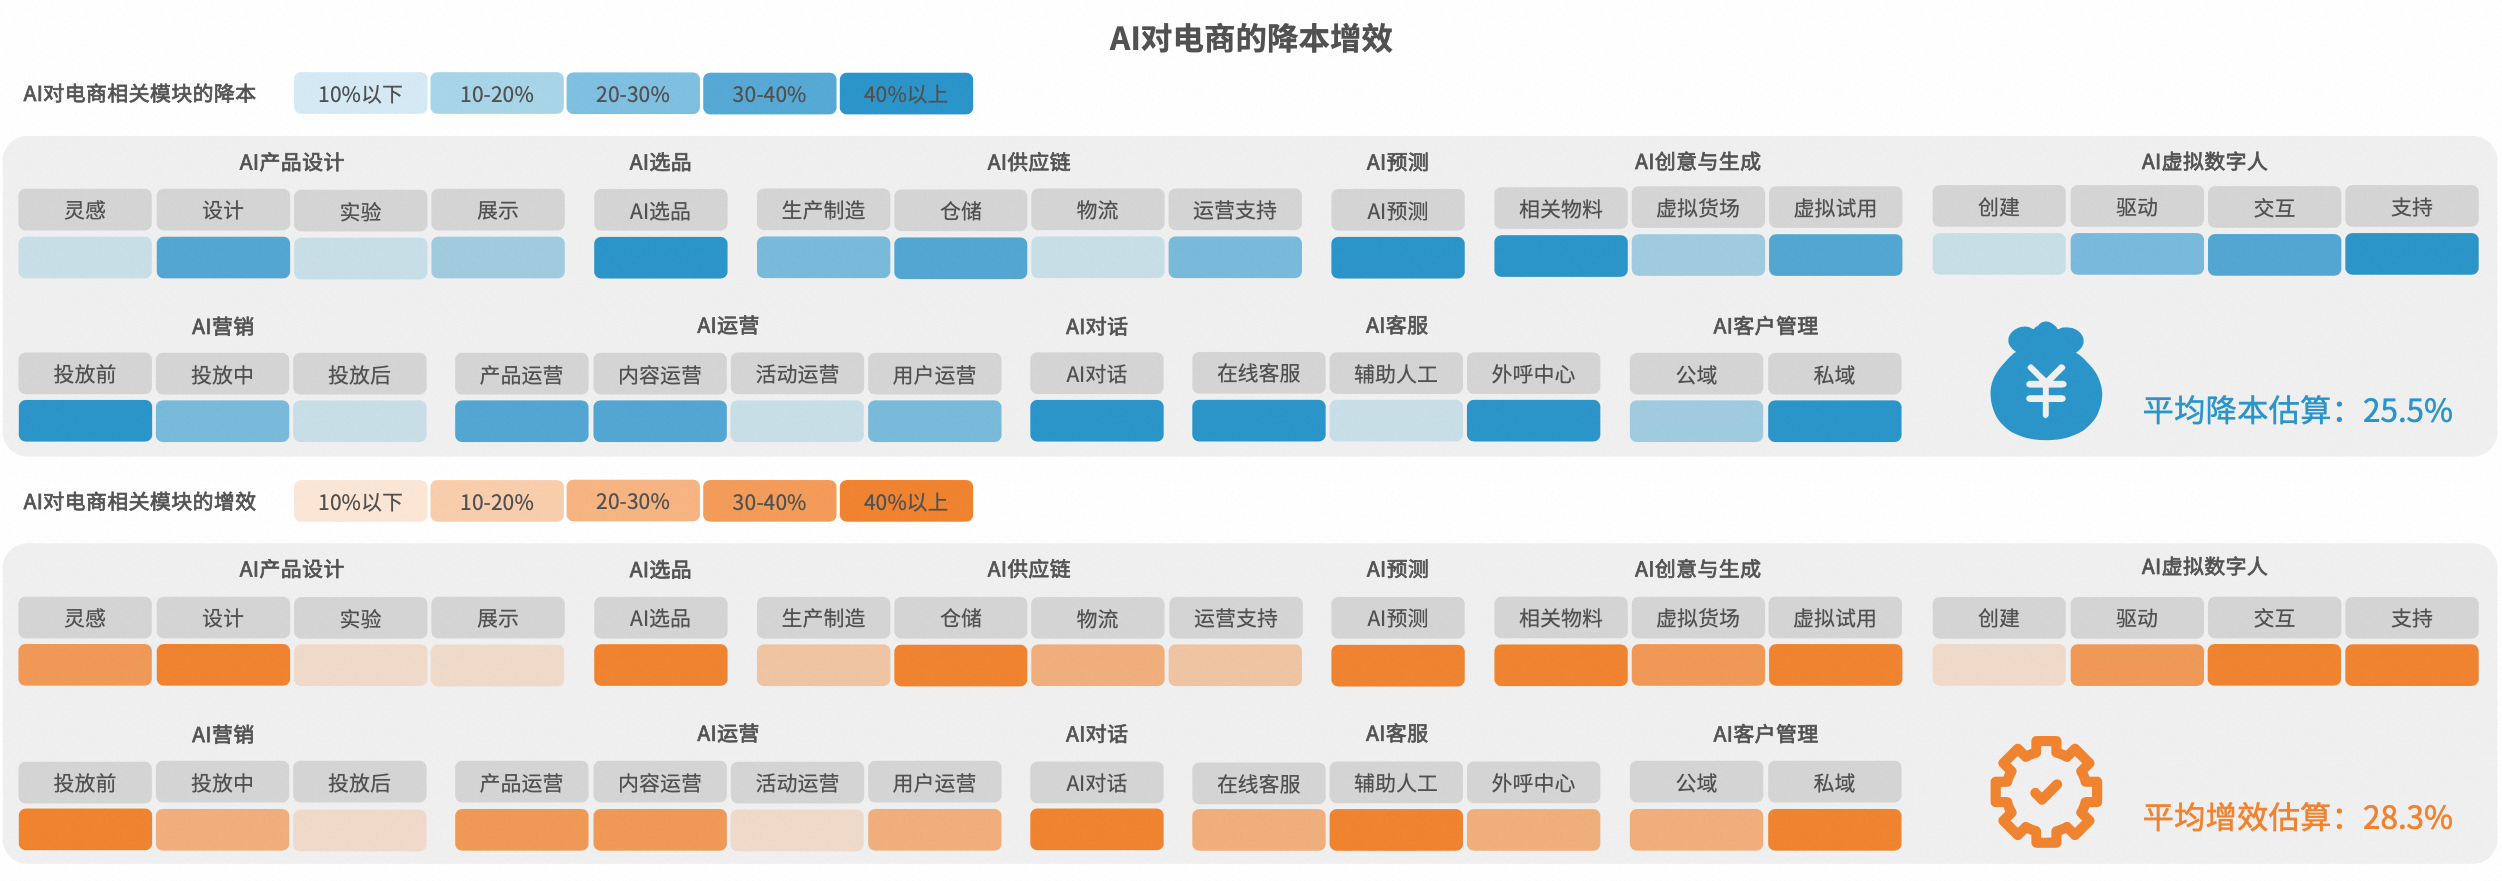 AI对电商的降本增效
AI对电商相关模块的降本 10%以下 10-20% 20-30% 30-40% 40%以上
AI产品设计 AI选品 AI供应链 AI预测 AI创意与生成 AI虚拟数字人
灵感 设计 实验 展示 AI选品 生产制造 仓储 物流 运营支持 AI预测 相关物料 虚拟货场 虚拟试用 创建 驱动 交互 支持
AI营销 AI运营 AI对话 AI客服 AI客户管理
投放前 投放中 投放后 产品运营 内容运营 活动运营 用户运营 AI对话 在线客服 辅助人工 外呼中心 公域 私域
¥
平均降本估算：25.5%
AI对电商相关模块的增效 10%以下 10-20% 20-30% 30-40% 40%以上
AI产品设计 AI选品 AI供应链 AI预测 AI创意与生成 AI虚拟数字人
灵感 设计 实验 展示 AI选品 生产制造 仓储 物流 运营支持 AI预测 相关物料 虚拟货场 虚拟试用 创建 驱动 交互 支持
AI营销 AI运营 AI对话 AI客服 AI客户管理
投放前 投放中 投放后 产品运营 内容运营 活动运营 用户运营 AI对话 在线客服 辅助人工 外呼中心 公域 私域
平均增效估算：28.3%